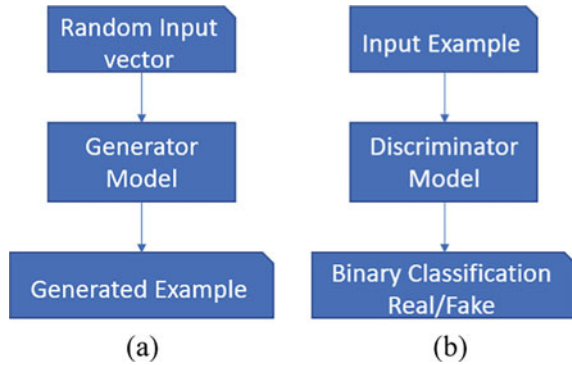 Random Input
vector
Generator
Model
Generated Example
(a)
Input Example
Discriminator
Model
Binary Classification
Real/Fake
(b)